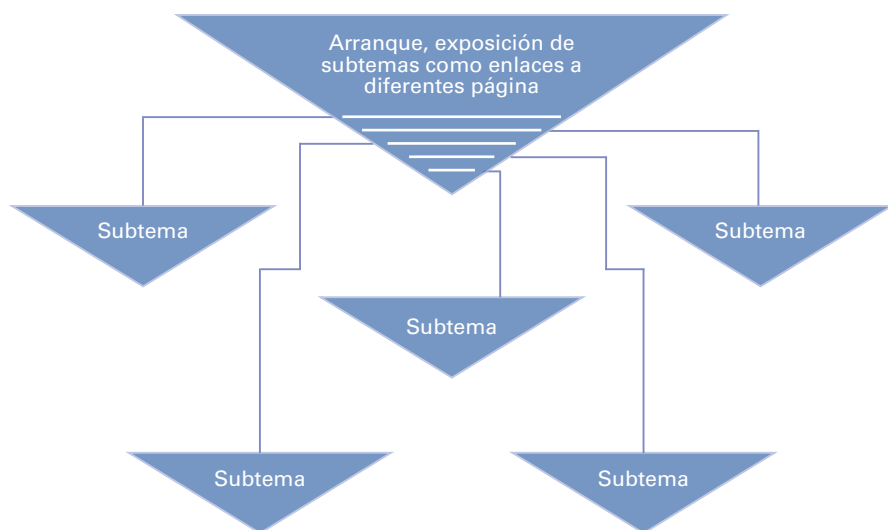 Arranque, exposición de
subtemas como enlaces a
diferentes página
Subtema
Subtema
Subtema
Subtema
Subtema